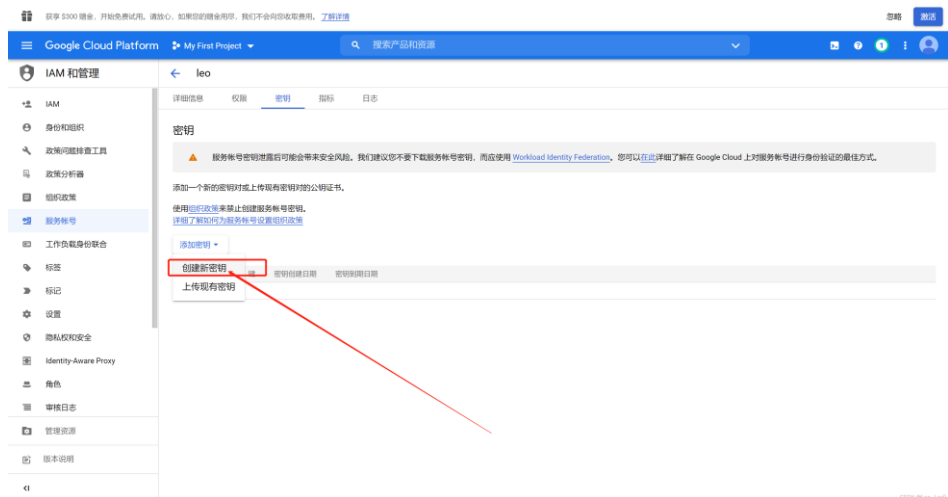 获享 $300 赠金，开始免费试用。请放心，如果您的赠金用尽，我们不会向您收取费用。 了解详情
忽略 激活
Google Cloud Platform My First Project 搜索产品和资源 1
IAM 和管理
leo
详细信息 权限 密钥 指标 日志
IAM
身份和组织
政策问题排查工具
政策分析器
组织政策
服务帐号
工作负载身份联合
标签
标记
设置
隐私权和安全
Identity-Aware Proxy
角色
审核日志
管理资源
版本说明
密钥
服务帐号密钥泄露后可能会带来安全风险。我们建议您不要下载服务帐号密钥，而应使用 Workload Identity Federation。您可以在此详细了解在 Google Cloud 上对服务帐号进行身份验证的最佳方式。
添加一个新的密钥对或上传现有密钥对的公钥证书。
使用组织政策来禁止创建服务帐号密钥。
详细了解如何为服务帐号设置组织政策
添加密钥
创建新密钥
密钥创建日期 密钥到期日期
上传现有密钥